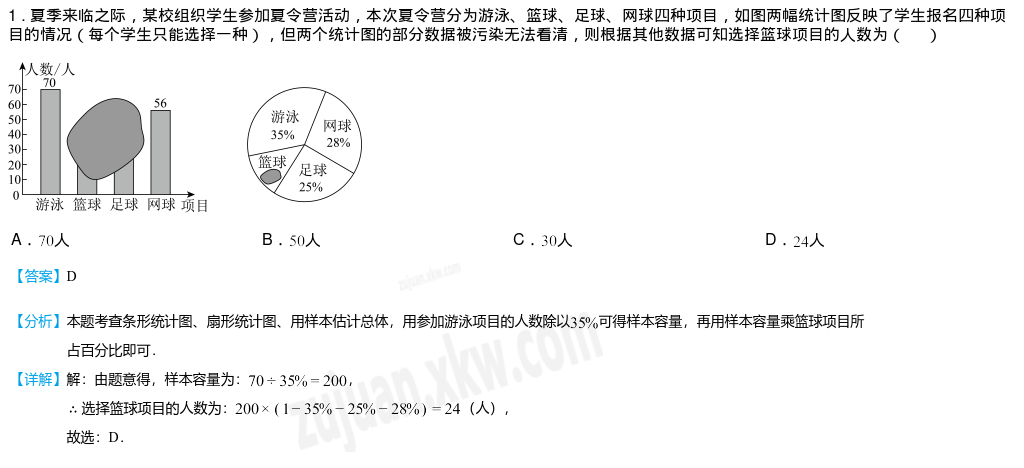 1．夏季来临之际，某校组织学生参加夏令营活动，本次夏令营分为游泳、篮球、足球、网球四种项目，如图两幅统计图反映了学生报名四种项
目的情况（每个学生只能选择一种），但两个统计图的部分数据被污染无法看清，则根据其他数据可知选择篮球项目的人数为（　　）
人数/人
70
70
60
50
40
30
20
10
0
56
游泳 篮球 足球 网球 项目
游泳
35%
网球
28%
篮球
足球
25%
A．70人 B．50人 C．30人 D．24人
【答案】D
【分析】本题考查条形统计图、扇形统计图、用样本估计总体，用参加游泳项目的人数除以35%可得样本容量，再用样本容量乘篮球项目所
占百分比即可．
【详解】解：由题意得，样本容量为：70÷35%=200，
∴选择篮球项目的人数为：200×(1−35%−25%−28%)=24（人），
故选：D．
zujuan.xkw.com
zujuan.xkw.com